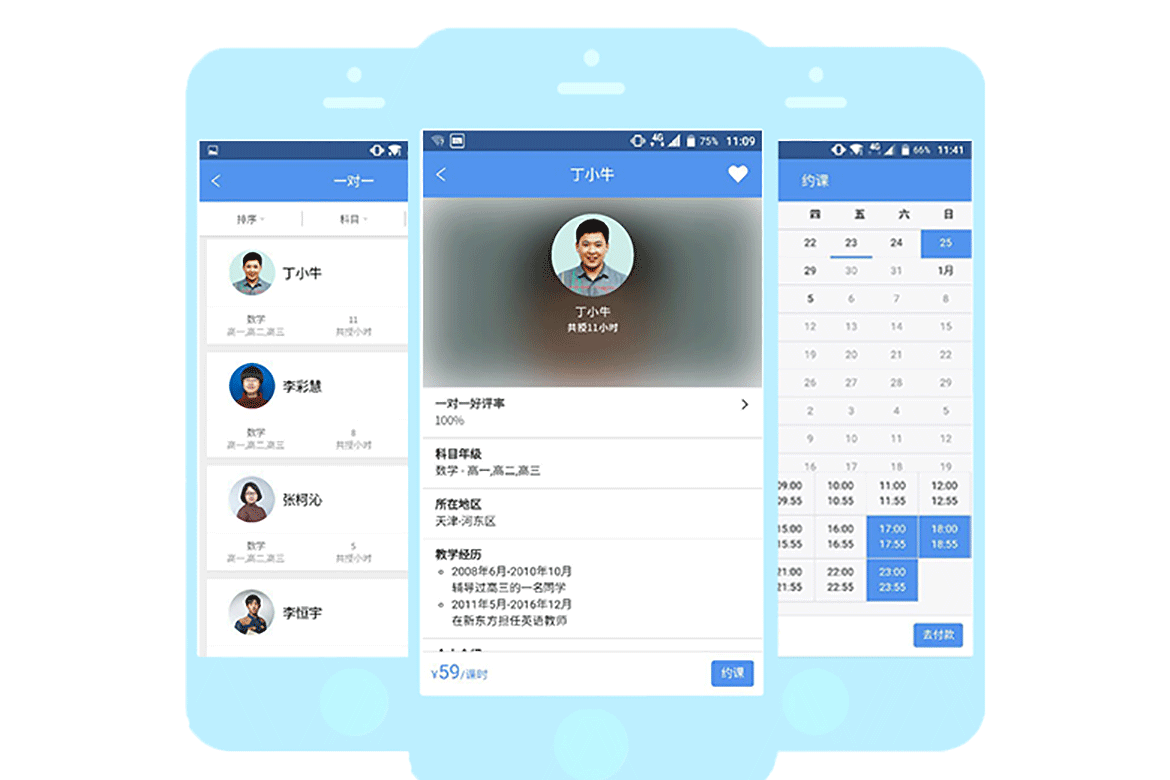 一对一
排序
科目
丁小牛
数学
11
高一,高二,高三
共授小时
李彩慧
数学
8
高一,高二,高三
共授小时
张柯沁
数学
5
高一,高二,高三
共授小时
李恒宇
4G
75%
11:09
丁小牛
丁小牛
共授11小时
一对一好评率
100%
科目年级
数学 - 高一,高二,高三
所在地区
天津-河东区
教学经历
2008年6月-2010年10月
辅导过高三的一名同学
2011年5月-2016年12月
在新东方担任英语教师
¥59/课时
约课
4G
66%
11:41
约课
四 五 六 日
22 23 24 25
29 30 31 1月
5 6 7 8
12 13 14 15
19 20 21 22
26 27 28 29
2 3 4 5
9 10 11 12
16 17 18 19
09:00 10:00 11:00 12:00
09:55 10:55 11:55 12:55
15:00 16:00 17:00 18:00
15:55 16:55 17:55 18:55
21:00 22:00 23:00
21:55 22:55 23:55
去付款